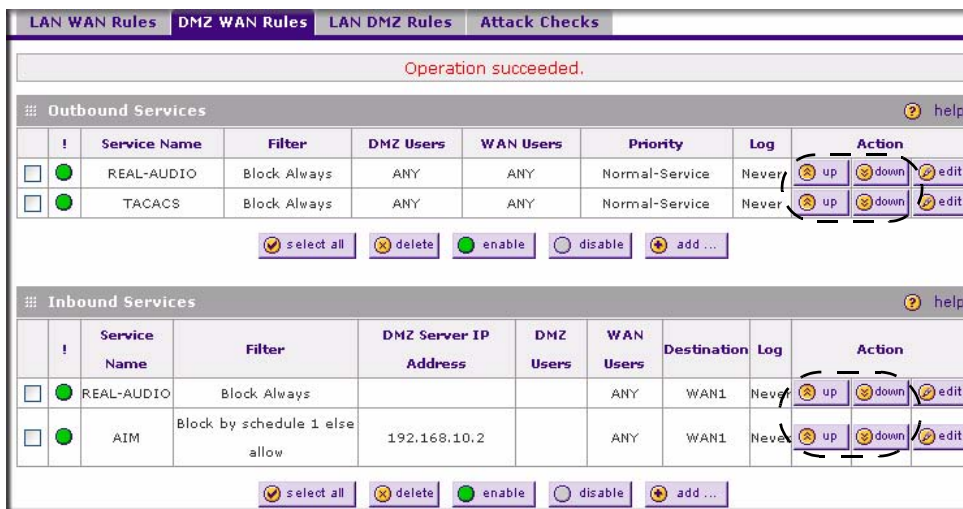 LAN WAN Rules DMZ WAN Rules LAN DMZ Rules Attack Checks
Operation succeeded.
Outbound Services ? help
! Service Name Filter DMZ Users WAN Users Priority Log Action
REAL-AUDIO Block Always ANY ANY Normal-Service Never up down edit
TACACS Block Always ANY ANY Normal-Service Never up down edit
select all delete enable disable add ...
Inbound Services ? help
! Service Name Filter DMZ Server IP Address DMZ Users WAN Users Destination Log Action
REAL-AUDIO Block Always ANY WAN1 Never up down edit
AIM Block by schedule 1 else allow 192.168.10.2 ANY WAN1 Never up down edit
select all delete enable disable add ...